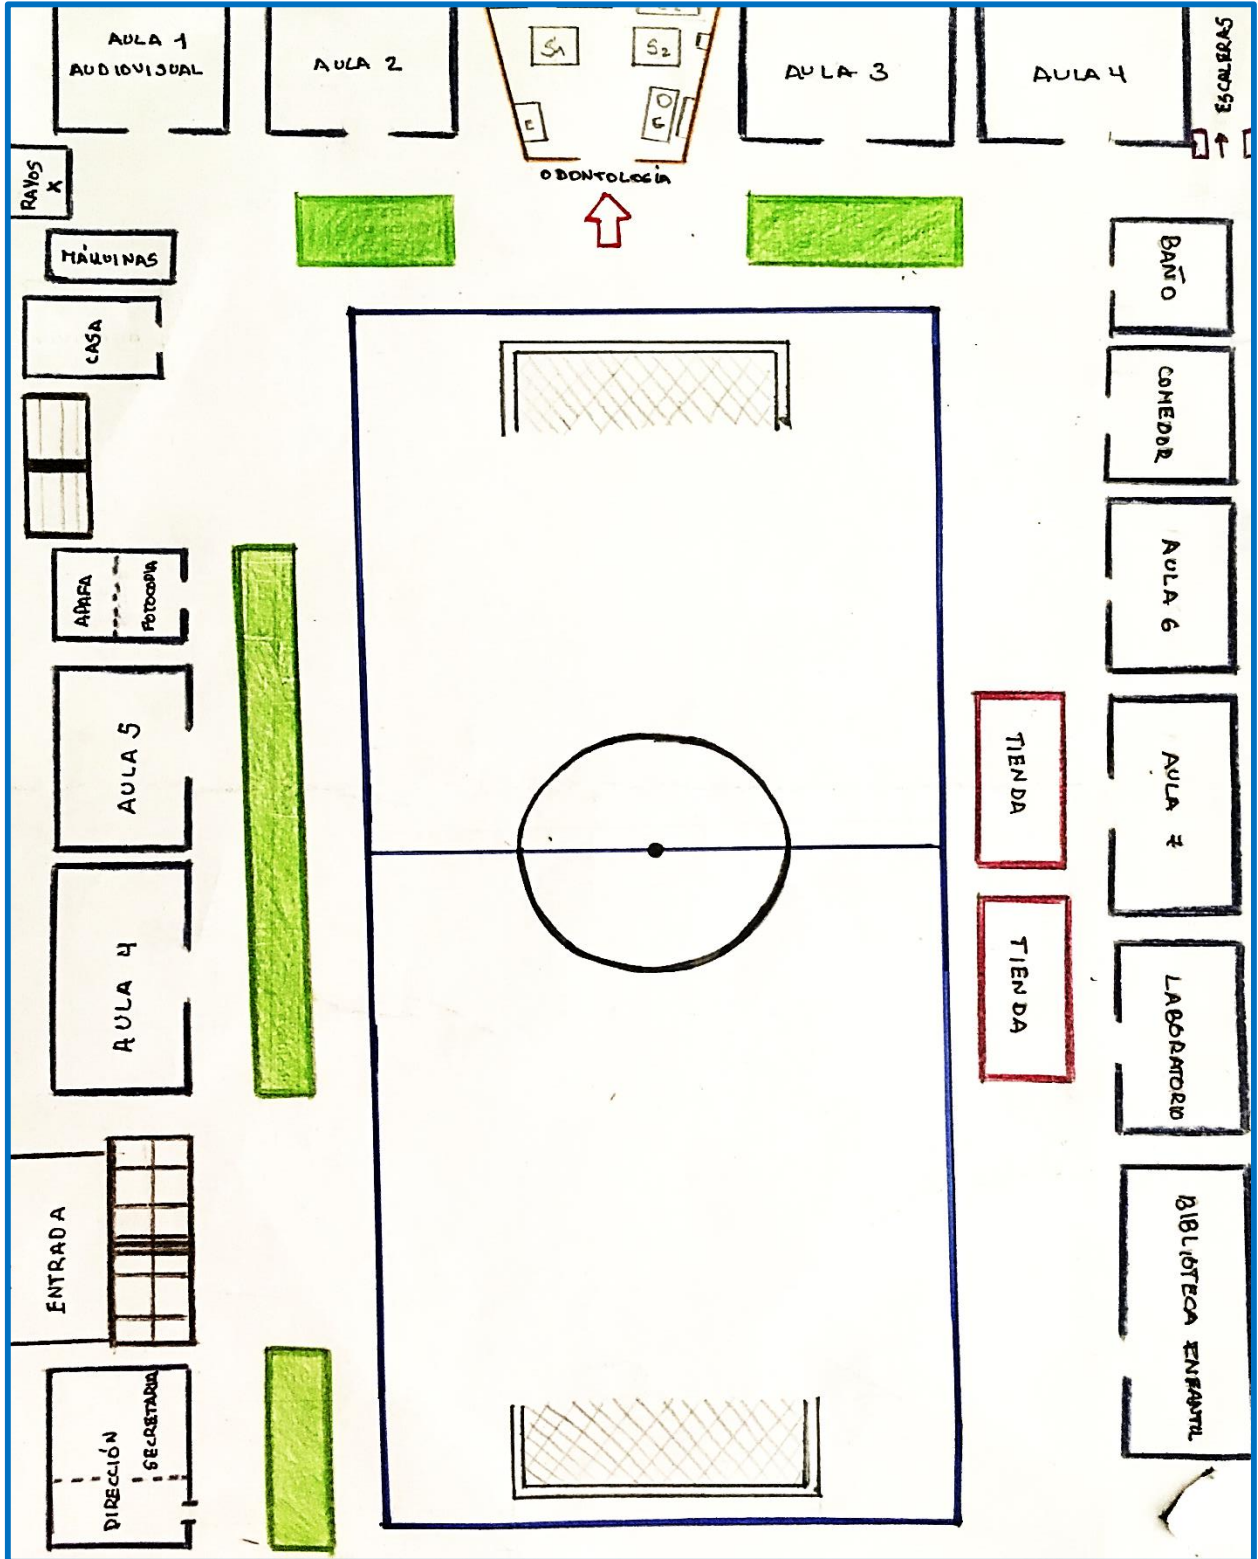 AULA 1
AUDIOVISUAL
AULA 2
S1
S2
E
G
ODONTOLOGÍA
AULA 3
AULA 4
ESCALERAS
RAYOS
X
MÁQUINAS
CASA
APAFA
FOTOCOPIA
AULA 5
AULA 4
ENTRADA
SECRETARIA
DIRECCIÓN
BAÑO
COMEDOR
AULA 6
AULA 7
TIENDA
TIENDA
LABORATORIO
BIBLIOTECA